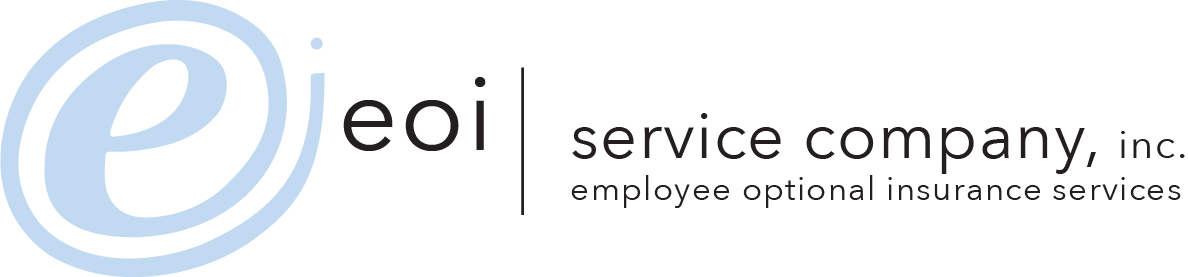 eoi
service company, inc.
employee optional insurance services